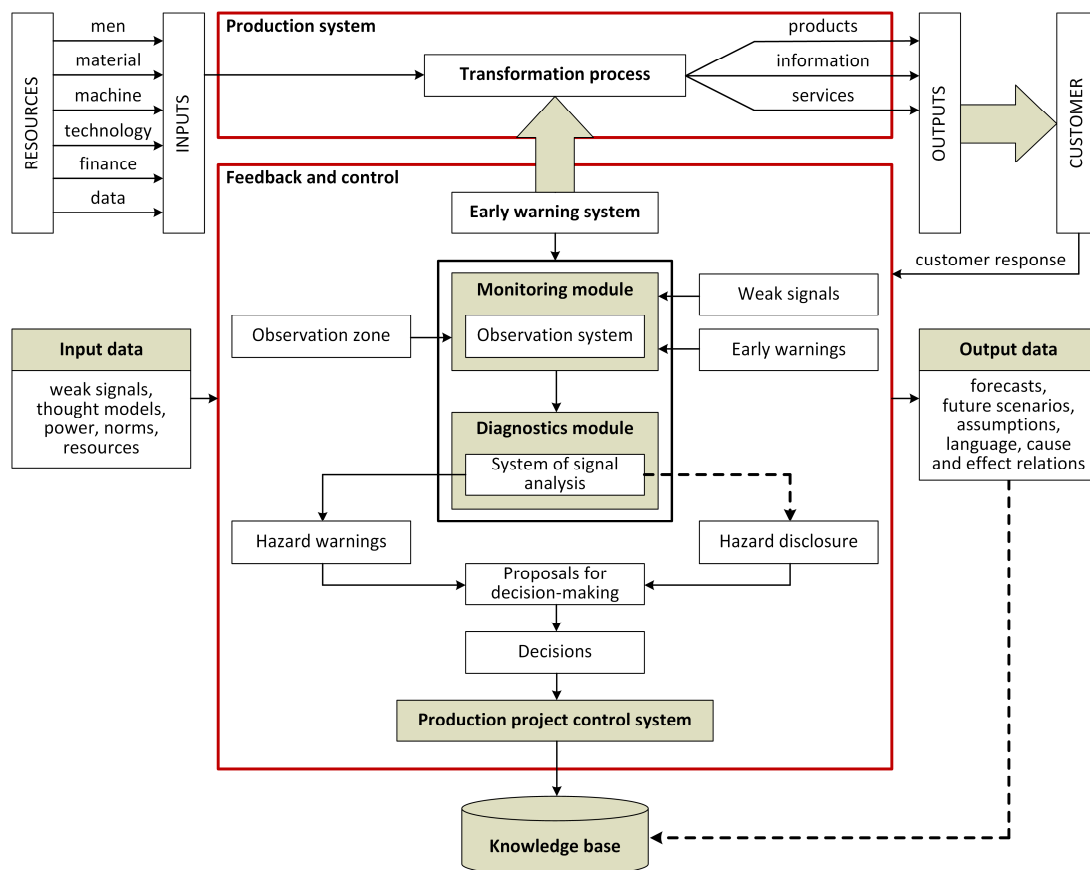 RESOURCES
men
material
machine
technology
finance
data
INPUTS
Production system
Transformation process
products
information
services
OUTPUTS
CUSTOMER
customer response
Feedback and control
Early warning system
Monitoring module
Observation system
Observation zone
Weak signals
Early warnings
Input data
weak signals,
thought models,
power, norms,
resources
Output data
forecasts,
future scenarios,
assumptions,
language, cause
and effect relations
Diagnostics module
System of signal
analysis
Hazard warnings
Hazard disclosure
Proposals for
decision-making
Decisions
Production project control system
Knowledge base